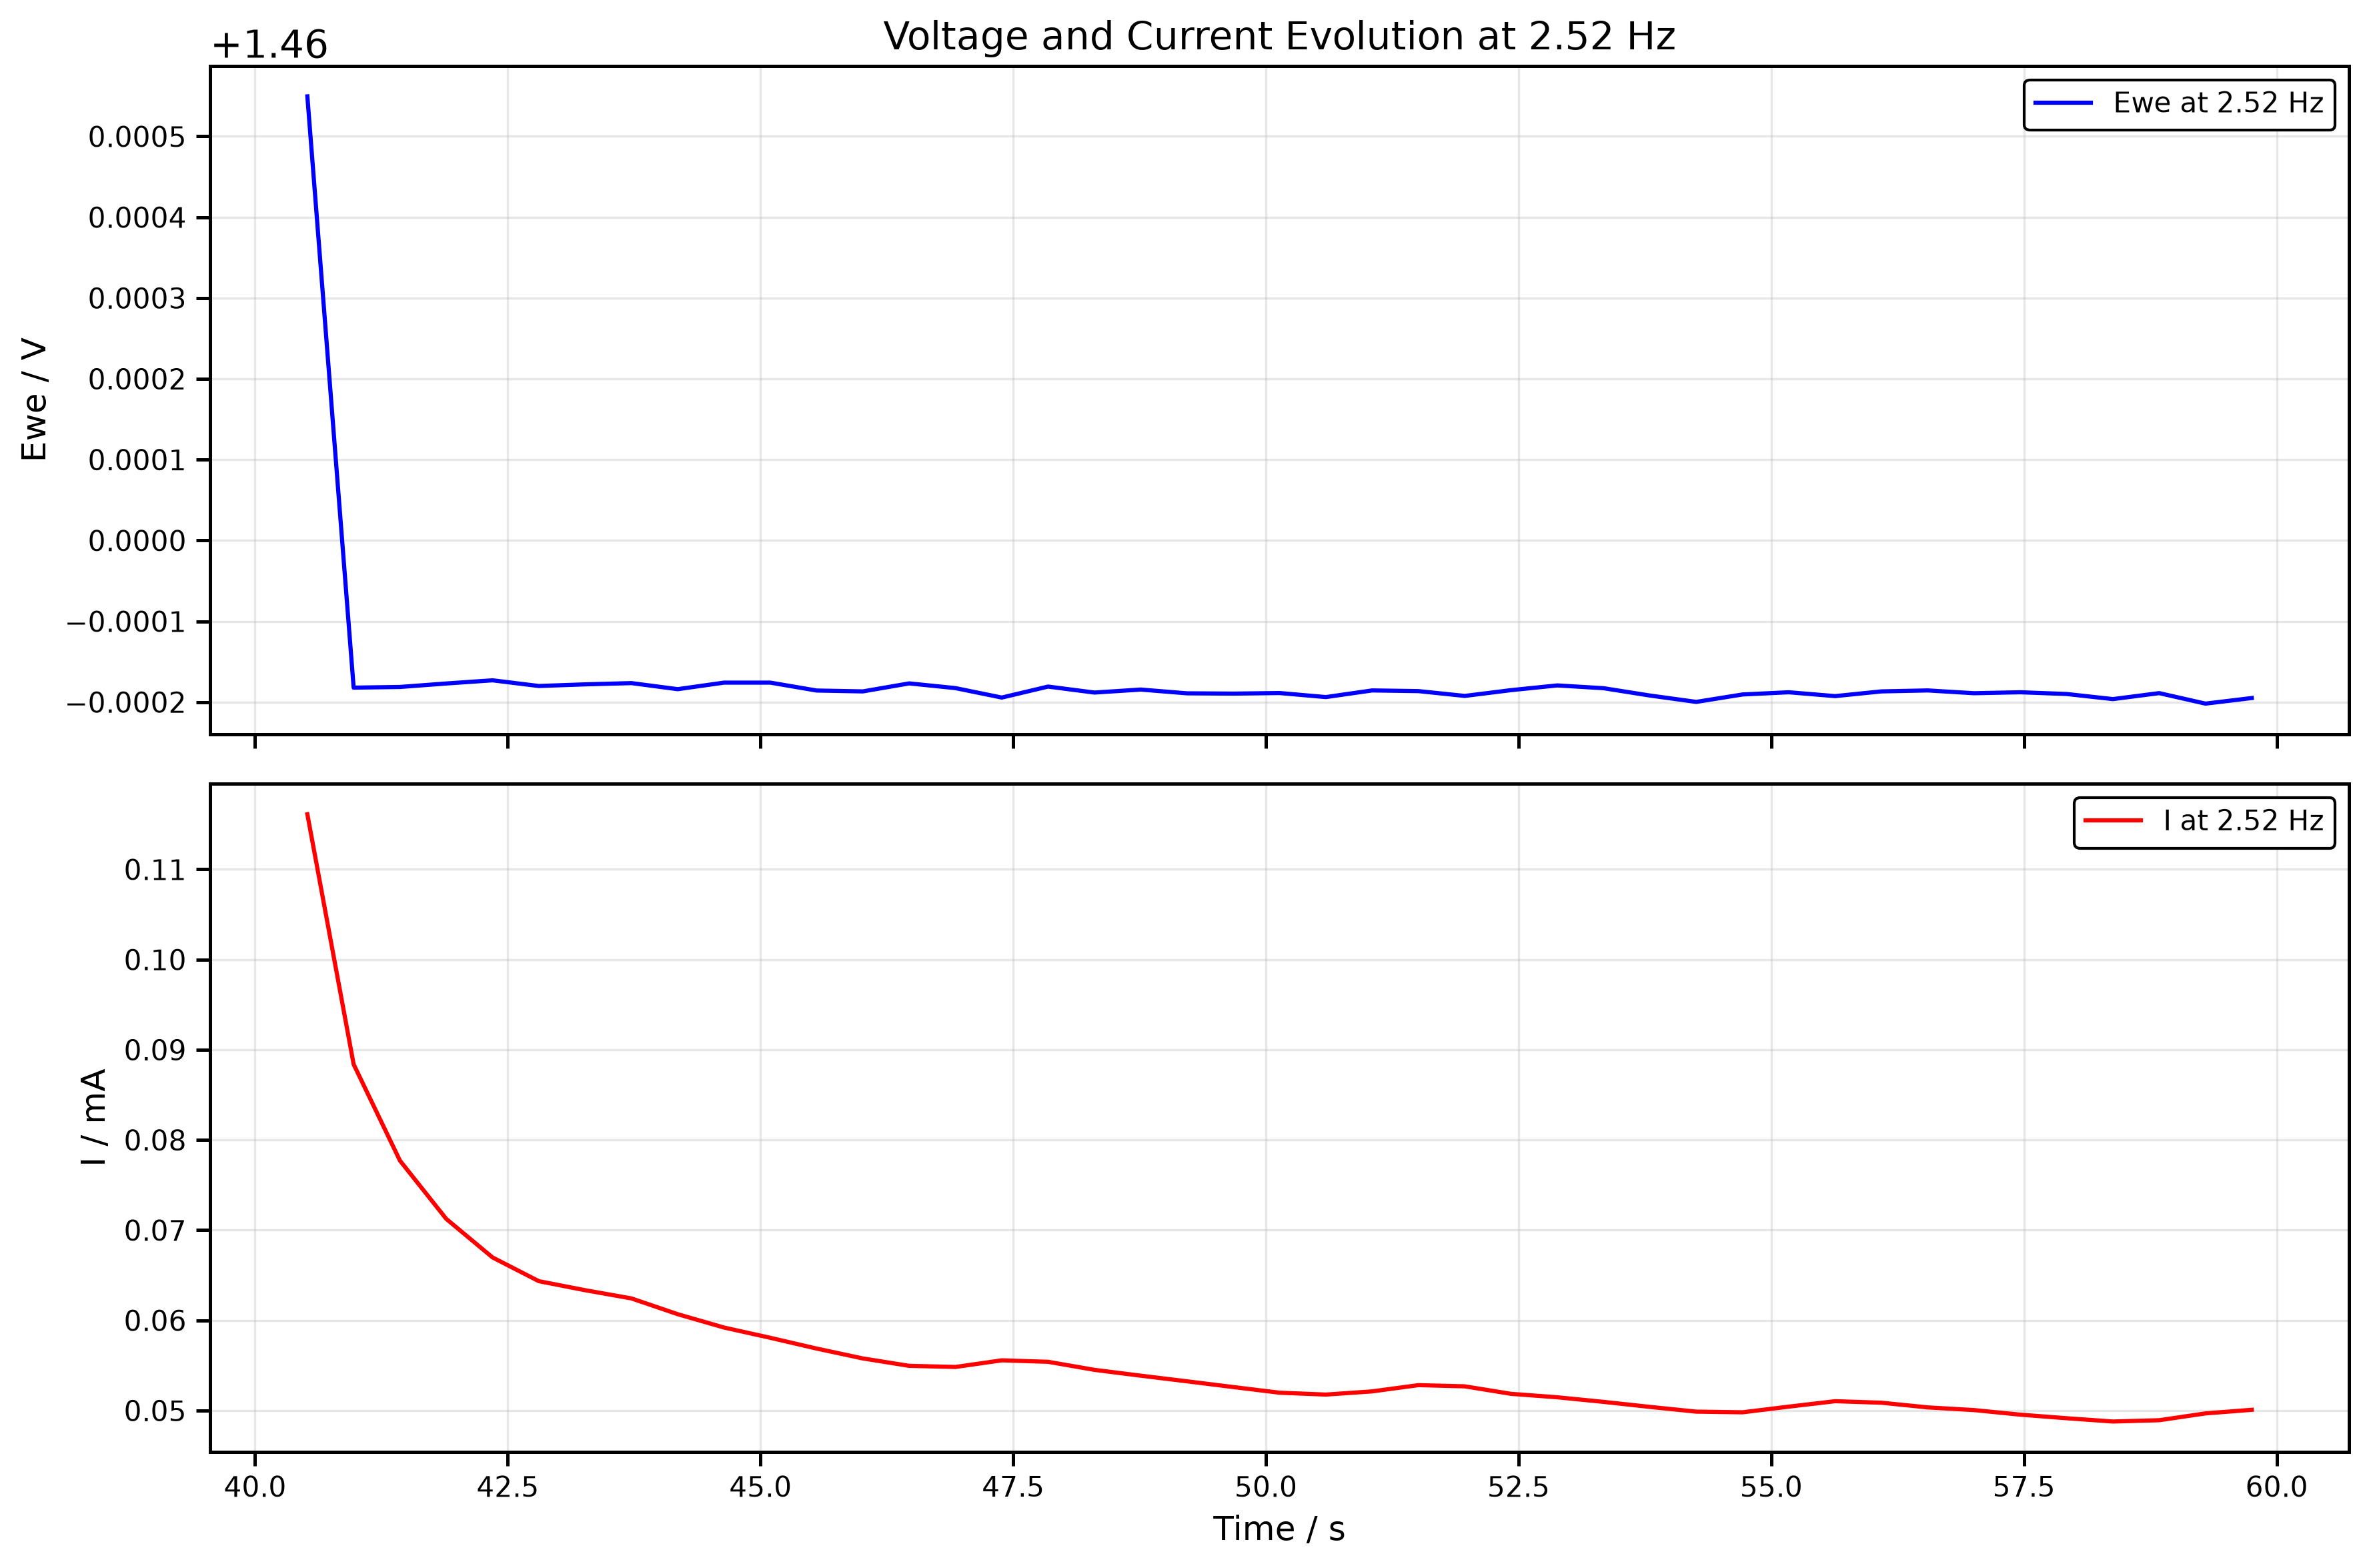 Voltage and Current Evolution at 2.52 Hz
+1.46
Ewe at 2.52 Hz
0.0005
0.0004
0.0003
0.0002
0.0001
0.0000
−0.0001
−0.0002
Ewe / V
I at 2.52 Hz
0.11
0.10
0.09
0.08
0.07
0.06
0.05
I / mA
40.0 42.5 45.0 47.5 50.0 52.5 55.0 57.5 60.0
Time / s